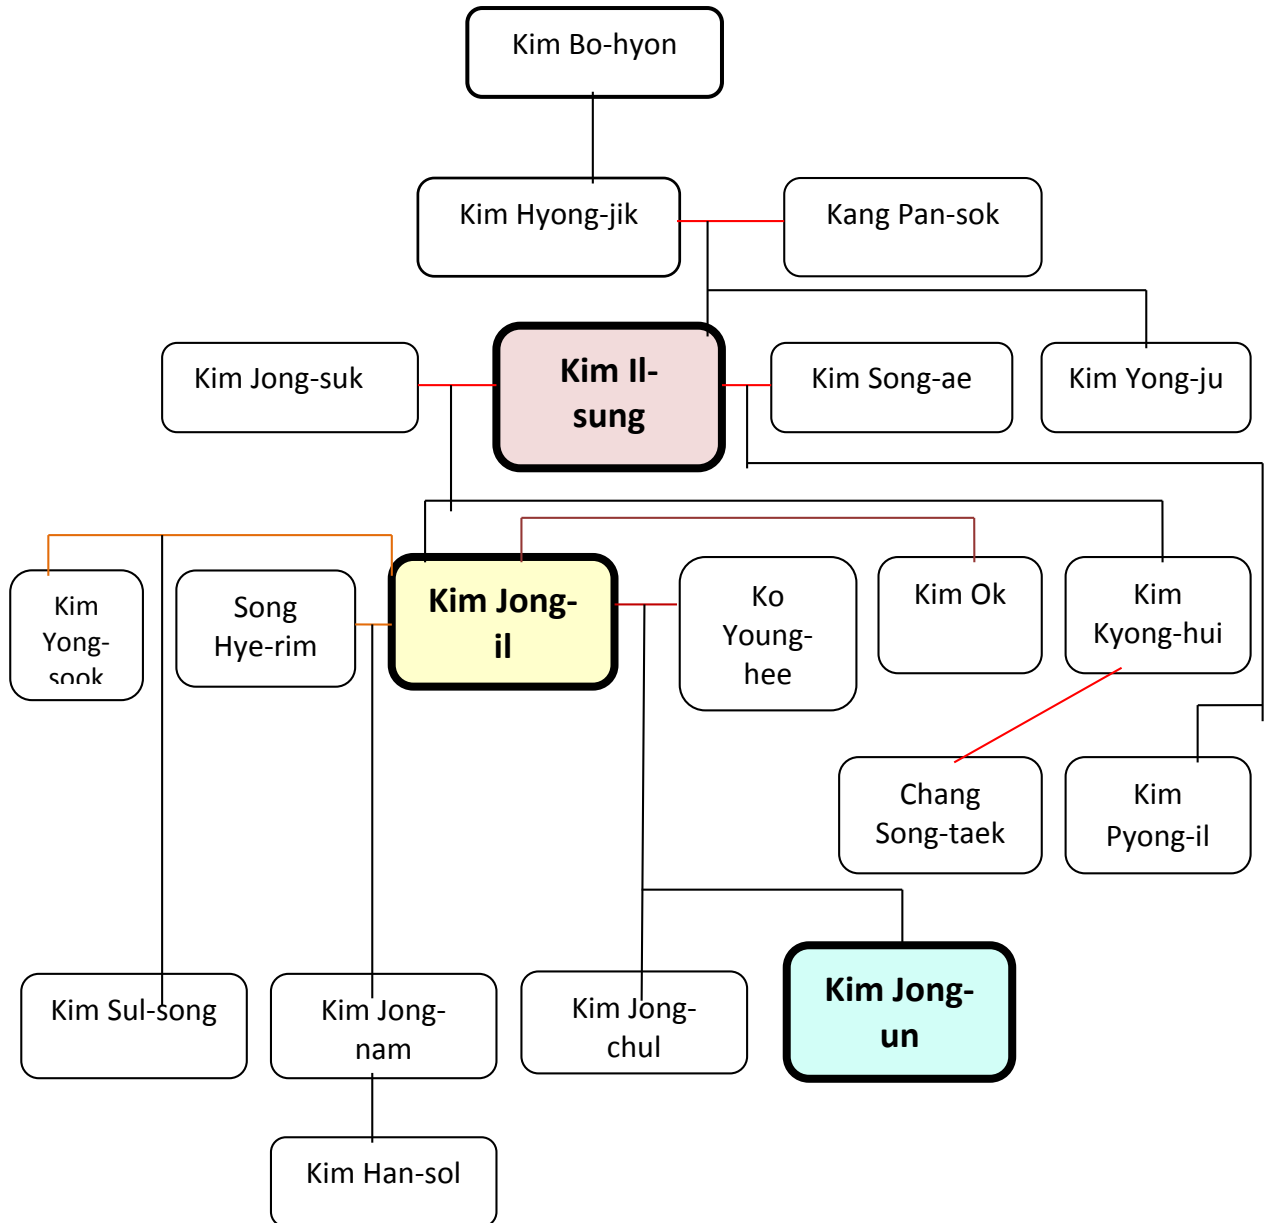 Kim Bo-hyon
Kim Hyong-jik
Kang Pan-sok
Kim Jong-suk
Kim Il-
sung
Kim Song-ae
Kim Yong-ju
Kim
Yong-
sook
Song
Hye-rim
Kim Jong-
il
Ko
Young-
hee
Kim Ok
Kim
Kyong-hui
Chang
Song-taek
Kim
Pyong-il
Kim Sul-song
Kim Jong-
nam
Kim Jong-
chul
Kim Jong-
un
Kim Han-sol